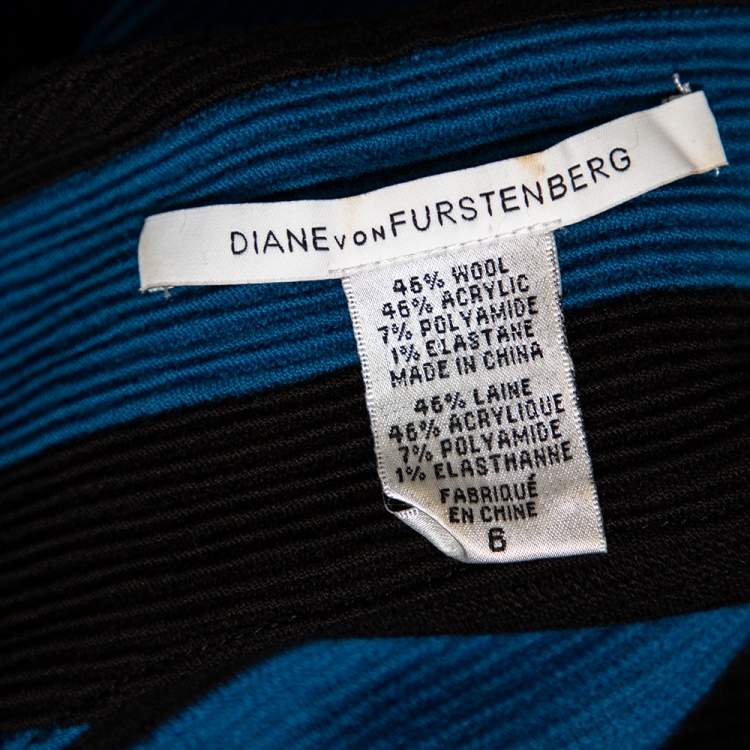 DIANE VON FURSTENBERG
46% WOOL
46% ACRYLIC
7% POLYAMIDE
1% ELASTANE
MADE IN CHINA
46% LAINE
46% ACRYLIQUE
7% POLYAMIDE
1% ELASTHANNE
FABRIQUÉ
EN CHINE
6